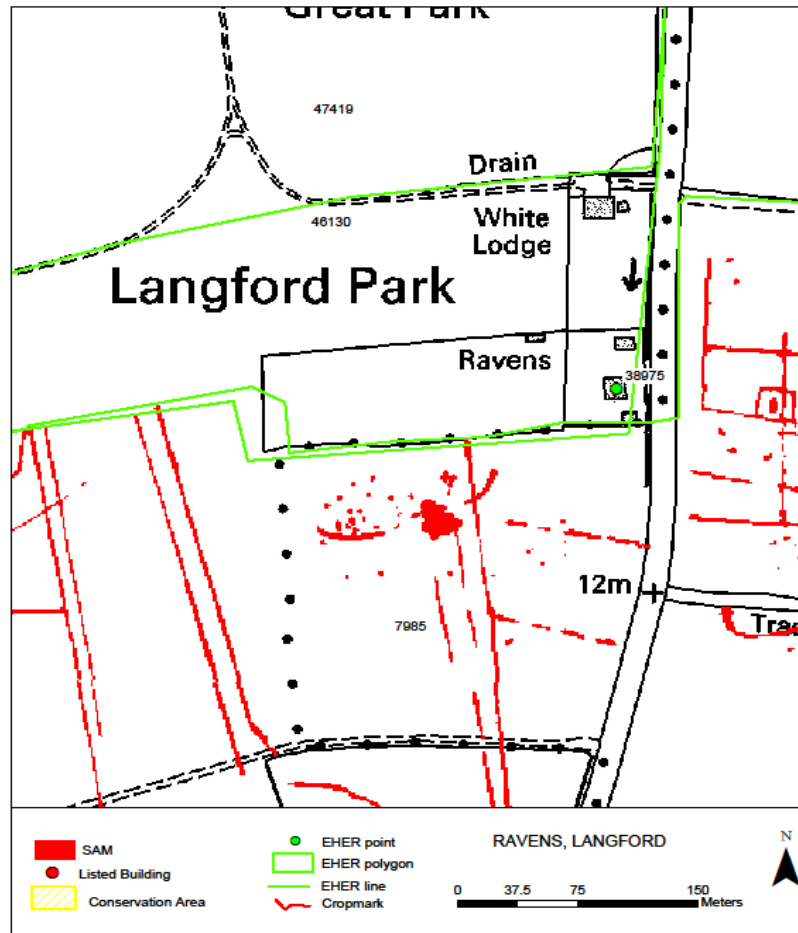 Great Park
47419
Drain
46130
White
Lodge
Langford Park
Ravens
38975
12m
7985
Trac
SAM
Listed Building
Conservation Area
EHER point
EHER polygon
EHER line
Cropmark
RAVENS, LANGFORD
N
0 37.5 75 150
Meters